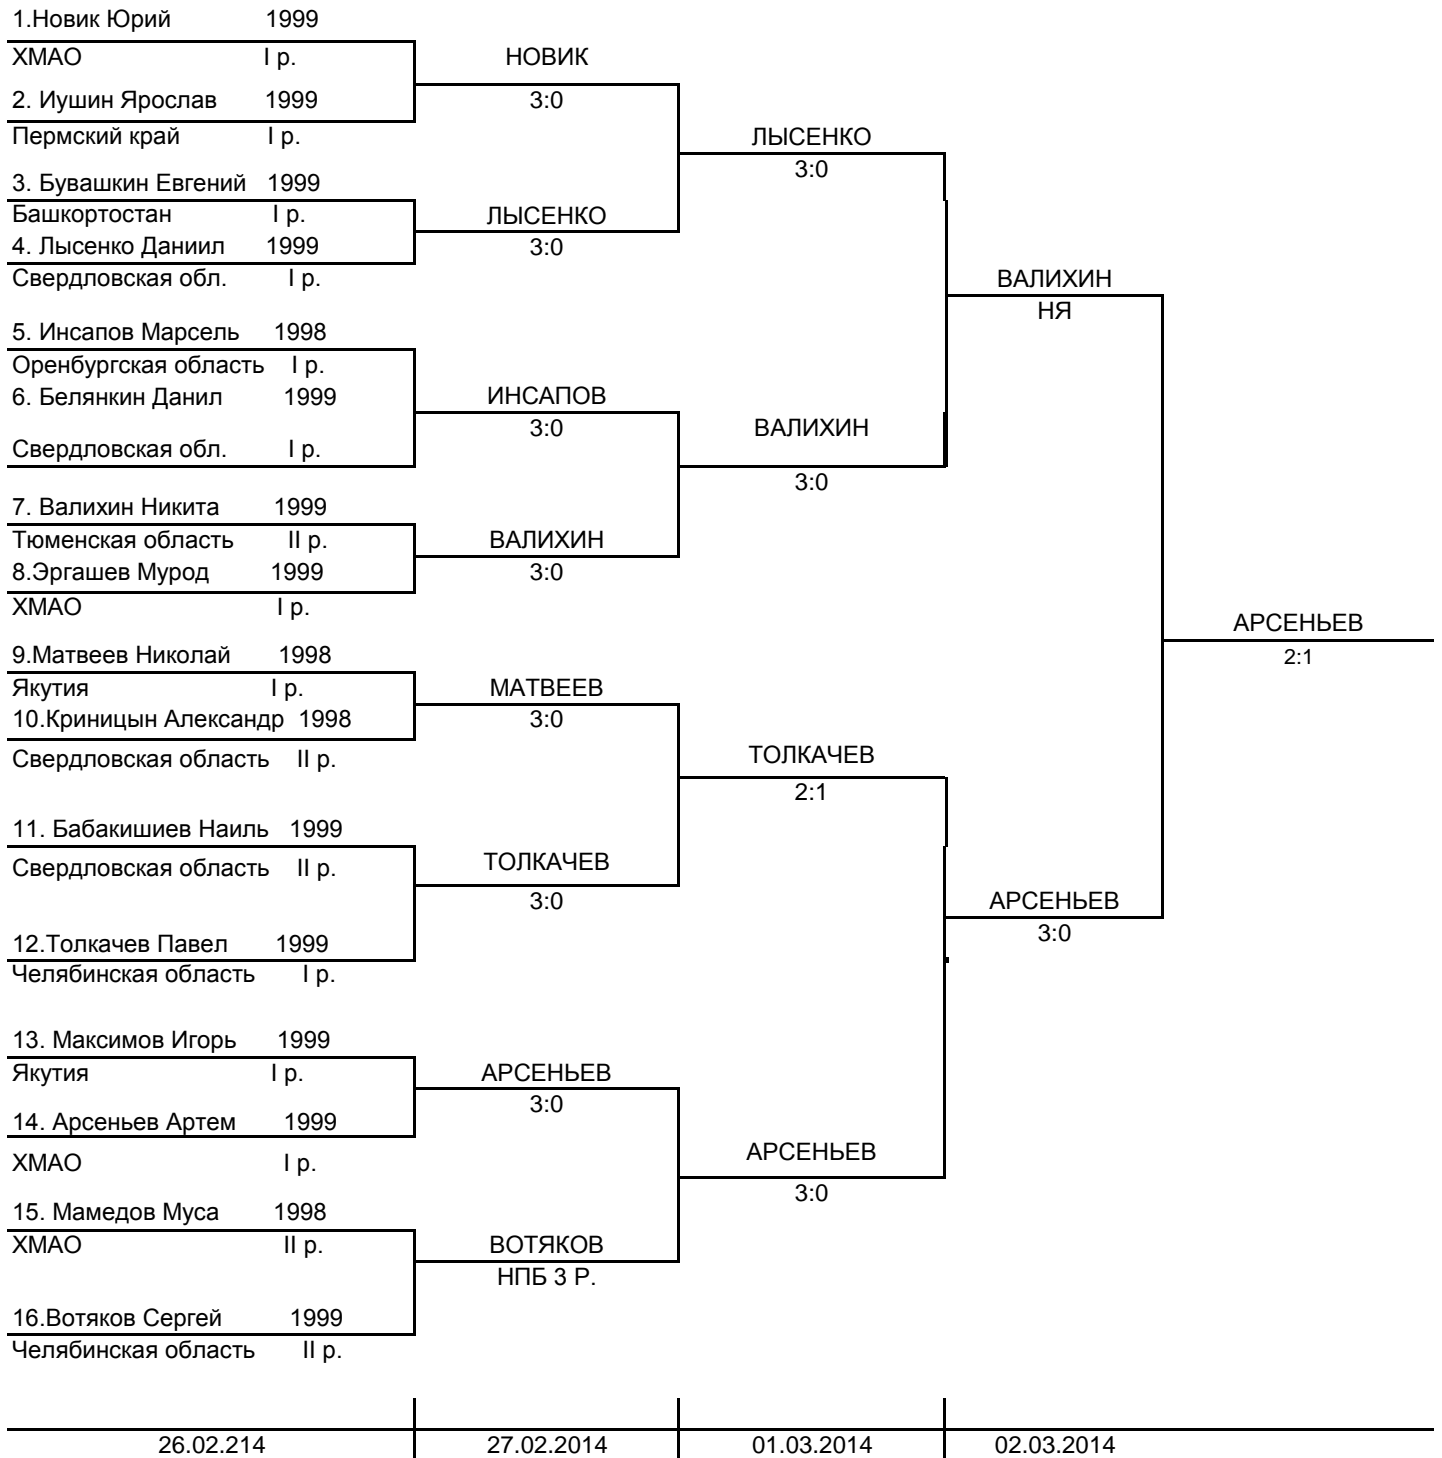 1.Новик Юрий 1999
ХМАО I р.
НОВИК
2. Иушин Ярослав 1999
3:0
Пермский край I р.
ЛЫСЕНКО
3:0
3. Бувашкин Евгений 1999
Башкортостан I р.
ЛЫСЕНКО
4. Лысенко Даниил 1999
3:0
Свердловская обл. I р.
ВАЛИХИН
НЯ
5. Инсапов Марсель 1998
Оренбургская область I р.
6. Белянкин Данил 1999
ИНСАПОВ
3:0
ВАЛИХИН
Свердловская обл. I р.
3:0
7. Валихин Никита 1999
Тюменская область II р.
ВАЛИХИН
8.Эргашев Мурод 1999
3:0
ХМАО I р.
АРСЕНЬЕВ
2:1
9.Матвеев Николай 1998
Якутия I р.
МАТВЕЕВ
10.Криницын Александр 1998
3:0
Свердловская область II р.
ТОЛКАЧЕВ
2:1
11. Бабакишиев Наиль 1999
Свердловская область II р.
ТОЛКАЧЕВ
3:0
АРСЕНЬЕВ
3:0
12.Толкачев Павел 1999
Челябинская область I р.
13. Максимов Игорь 1999
Якутия I р.
АРСЕНЬЕВ
3:0
14. Арсеньев Артем 1999
ХМАО I р.
АРСЕНЬЕВ
3:0
15. Мамедов Муса 1998
ХМАО II р.
ВОТЯКОВ
НПБ 3 Р.
16.Вотяков Сергей 1999
Челябинская область II р.
26.02.214 27.02.2014 01.03.2014 02.03.2014